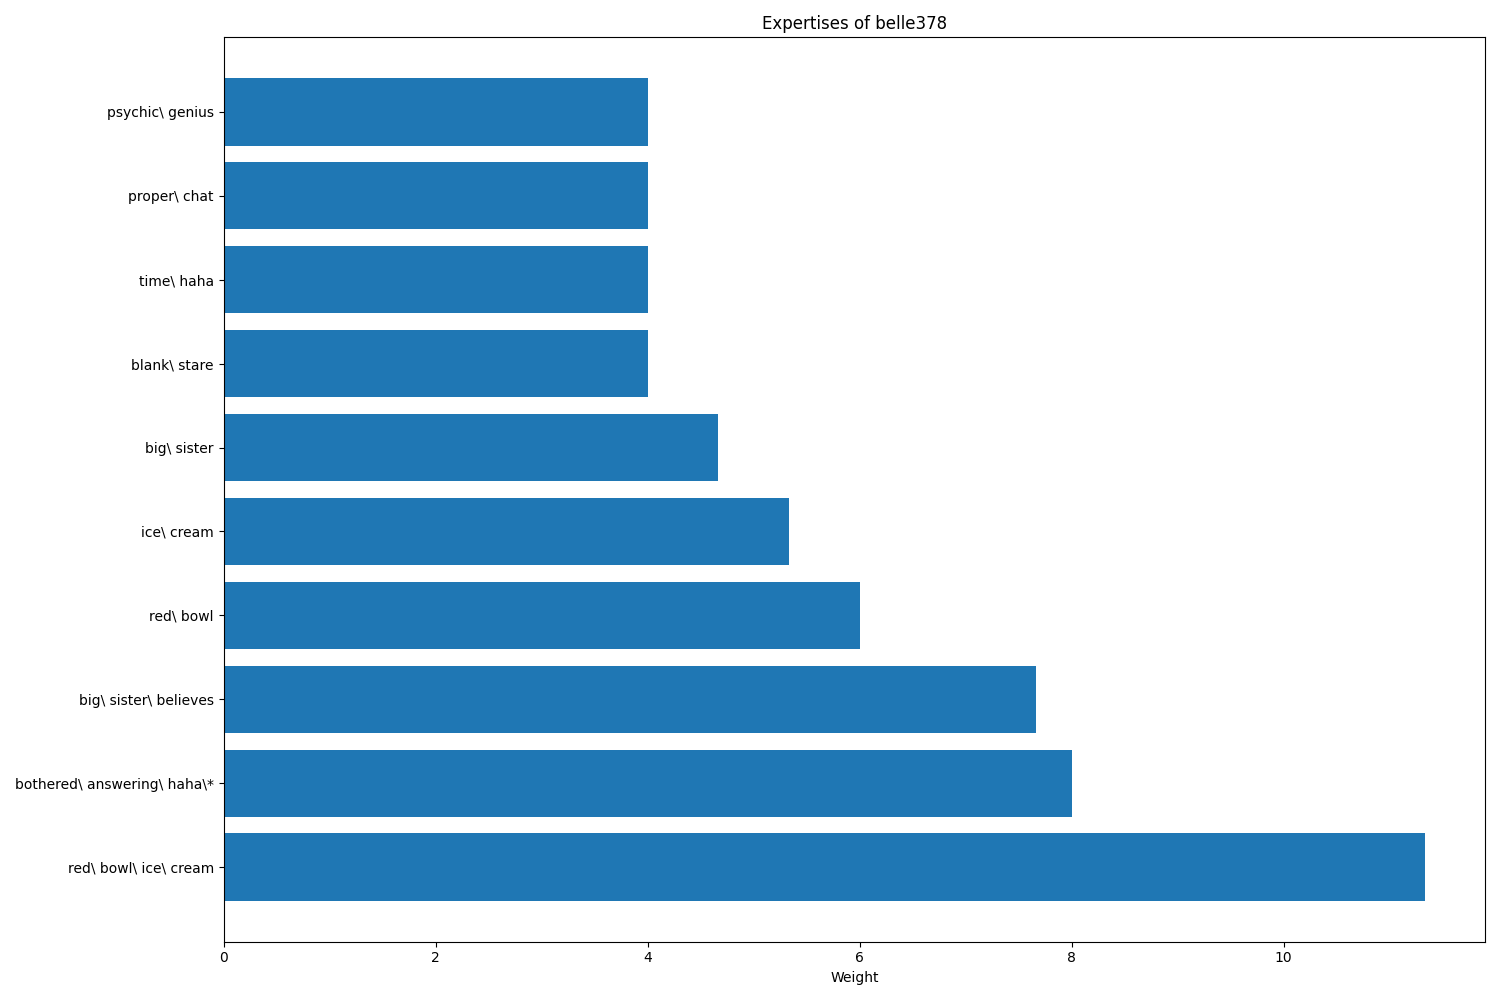 Expertises of belle378
psychic\ genius
proper\ chat
time\ haha
blank\ stare
big\ sister
ice\ cream
red\ bowl
big\ sister\ believes
bothered\ answering\ haha\*
red\ bowl\ ice\ cream
0 2 4 6 8 10
Weight